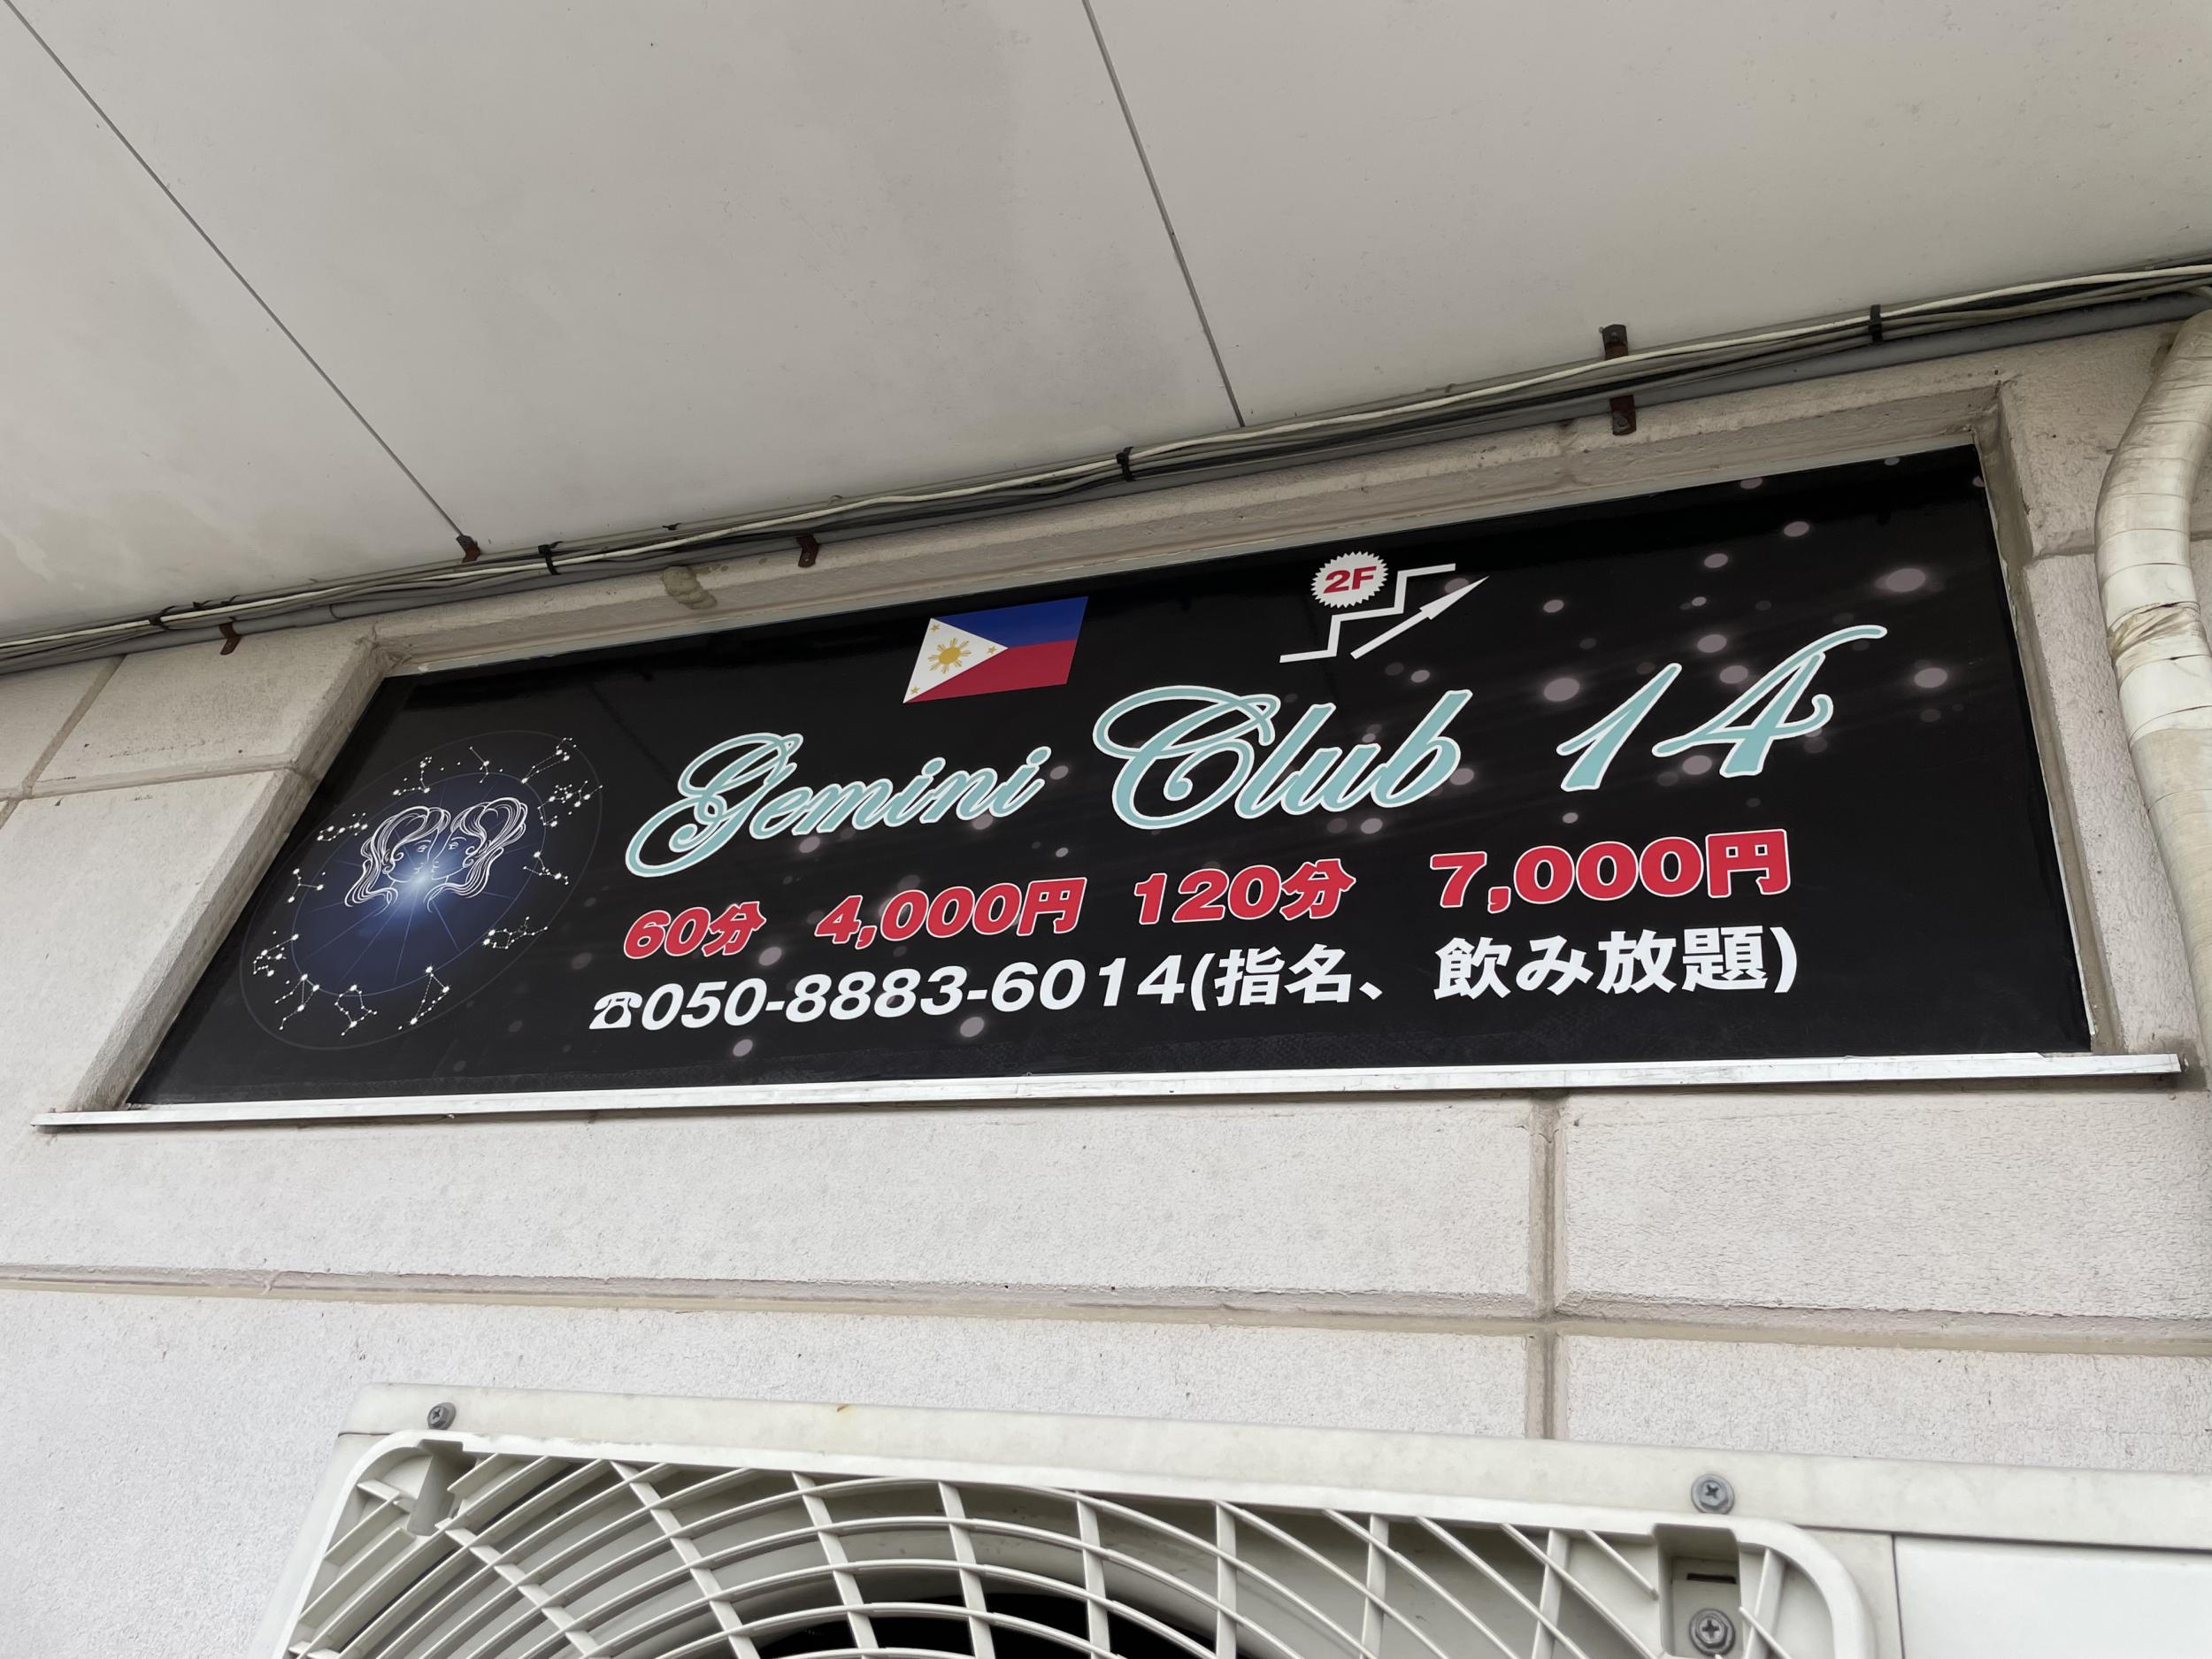 2F
Gemini Club 14
60分 4,000円 120分 7,000円
☎050-8883-6014(指名、飲み放題)